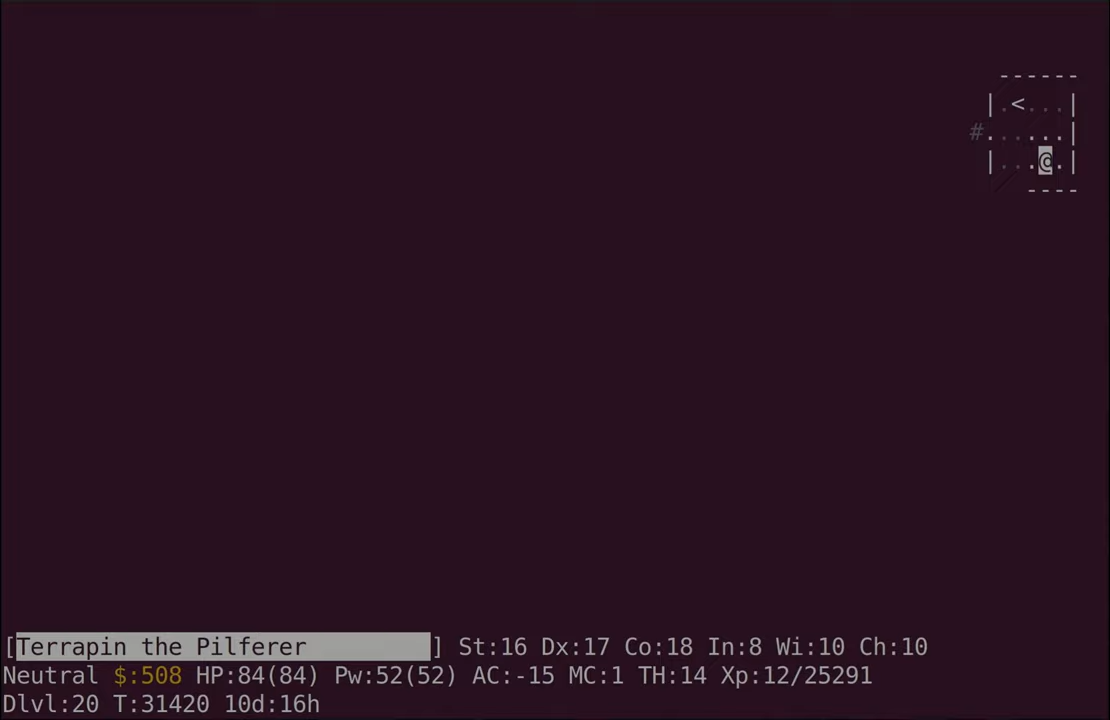 ------
|.<...|
#......|
|...@.|
----
[Terrapin the Pilferer ] St:16 Dx:17 Co:18 In:8 Wi:10 Ch:10
Neutral $:508 HP:84(84) Pw:52(52) AC:-15 MC:1 TH:14 Xp:12/25291
Dlvl:20 T:31420 10d:16h